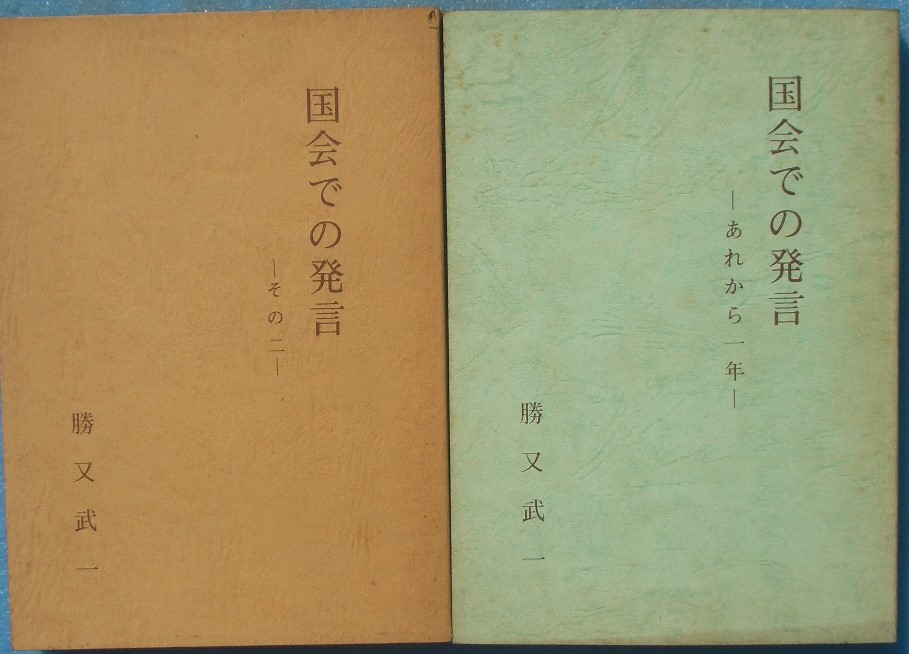 国会での発言
―その二―
勝又武一
国会での発言
―あれから一年―
勝又武一